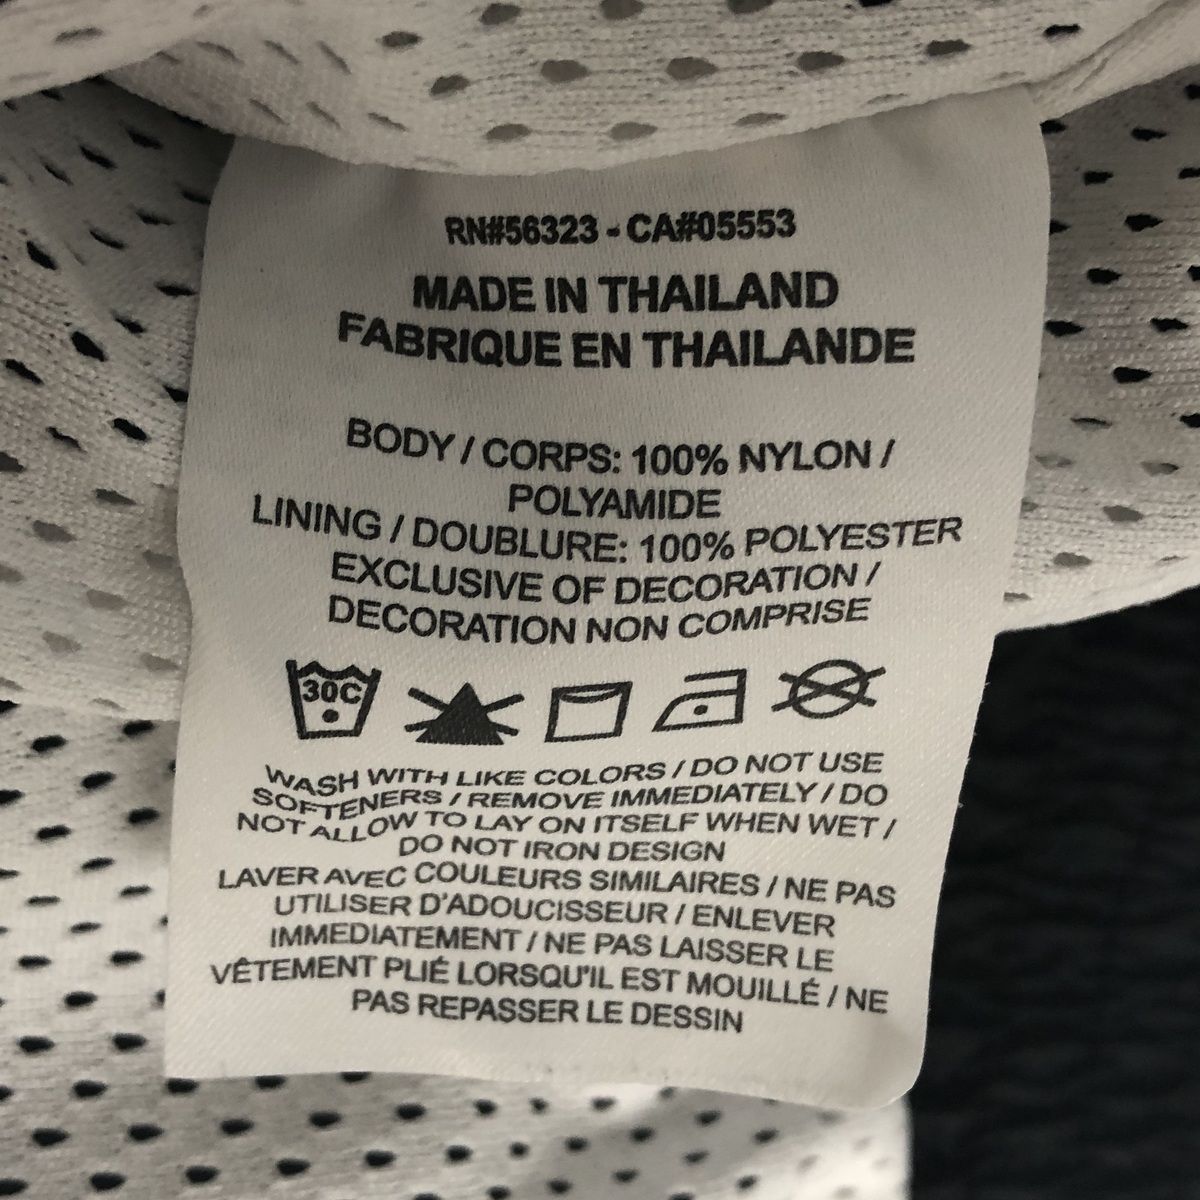 RN#56323 - CA#05553
MADE IN THAILAND
FABRIQUE EN THAILANDE
BODY / CORPS: 100% NYLON /
POLYAMIDE
LINING / DOUBLURE: 100% POLYESTER
EXCLUSIVE OF DECORATION /
DECORATION NON COMPRISE
30C
WASH WITH LIKE COLORS / DO NOT USE
SOFTENERS / REMOVE IMMEDIATELY / DO
NOT ALLOW TO LAY ON ITSELF WHEN WET /
DO NOT IRON DESIGN
LAVER AVEC COULEURS SIMILAIRES / NE PAS
UTILISER D'ADOUCISSEUR / ENLEVER
IMMEDIATEMENT / NE PAS LAISSER LE
VÊTEMENT PLIÉ LORSQU'IL EST MOUILLÉ / NE
PAS REPASSER LE DESSIN